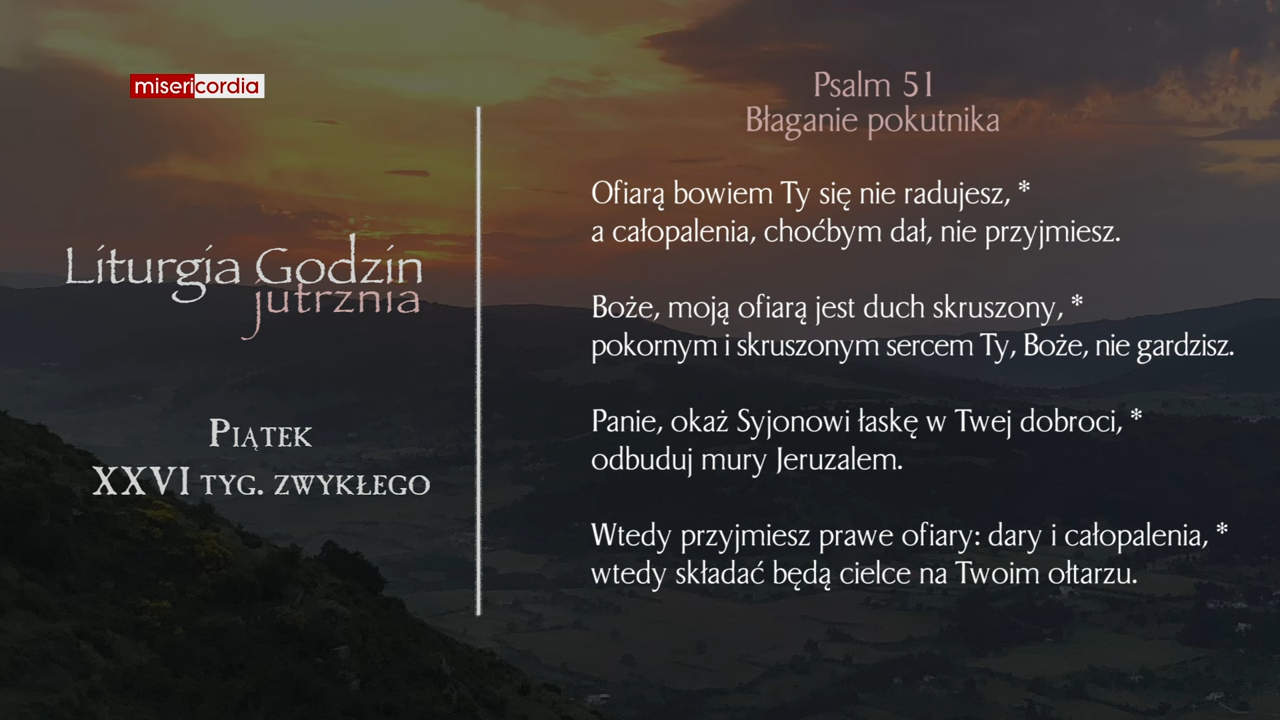 misericordia
Liturgia Godzin
jutrznia
Piątek
XXVI tyg. zwykłego
Psalm 51
Błaganie pokutnika
Ofiarą bowiem Ty się nie radujesz, *
a całopalenia, choćbym dał, nie przyjmiesz.
Boże, moją ofiarą jest duch skruszony, *
pokornym i skruszonym sercem Ty, Boże, nie gardzisz.
Panie, okaż Syjonowi łaskę w Twej dobroci, *
odbuduj mury Jeruzalem.
Wtedy przyjmiesz prawe ofiary: dary i całopalenia, *
wtedy składać będą cielce na Twoim ołtarzu.